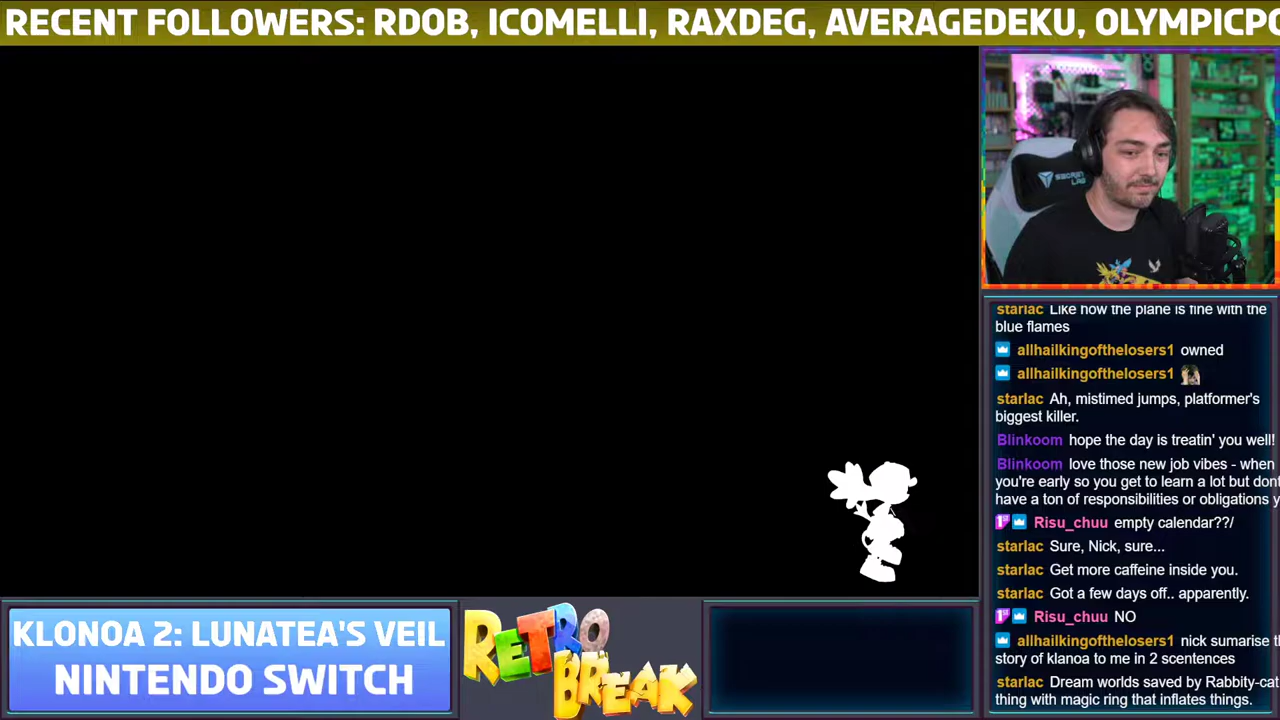 RECENT FOLLOWERS: RDOB, ICOMELLI, RAXDEG, AVERAGEDEKU, OLYMPICPO
SECRET LAB
starlac Like how the plane is fine with the
blue flames
allhailkingofthelosers1 owned
allhailkingofthelosers1
starlac Ah, mistimed jumps, platformer's
biggest killer.
Blinkoom hope the day is treatin' you well!
Blinkoom love those new job vibes - when
you're early so you get to learn a lot but dont
have a ton of responsibilities or obligations y
Risu_chuu empty calendar??/
starlac Sure, Nick, sure...
starlac Get more caffeine inside you.
starlac Got a few days off.. apparently.
Risu_chuu NO
allhailkingofthelosers1 nick sumarise th
story of klanoa to me in 2 scentences
starlac Dream worlds saved by Rabbity-cat
thing with magic ring that inflates things.
KLONOA 2: LUNATEA'S VEIL
NINTENDO SWITCH
RETRO
BREAK